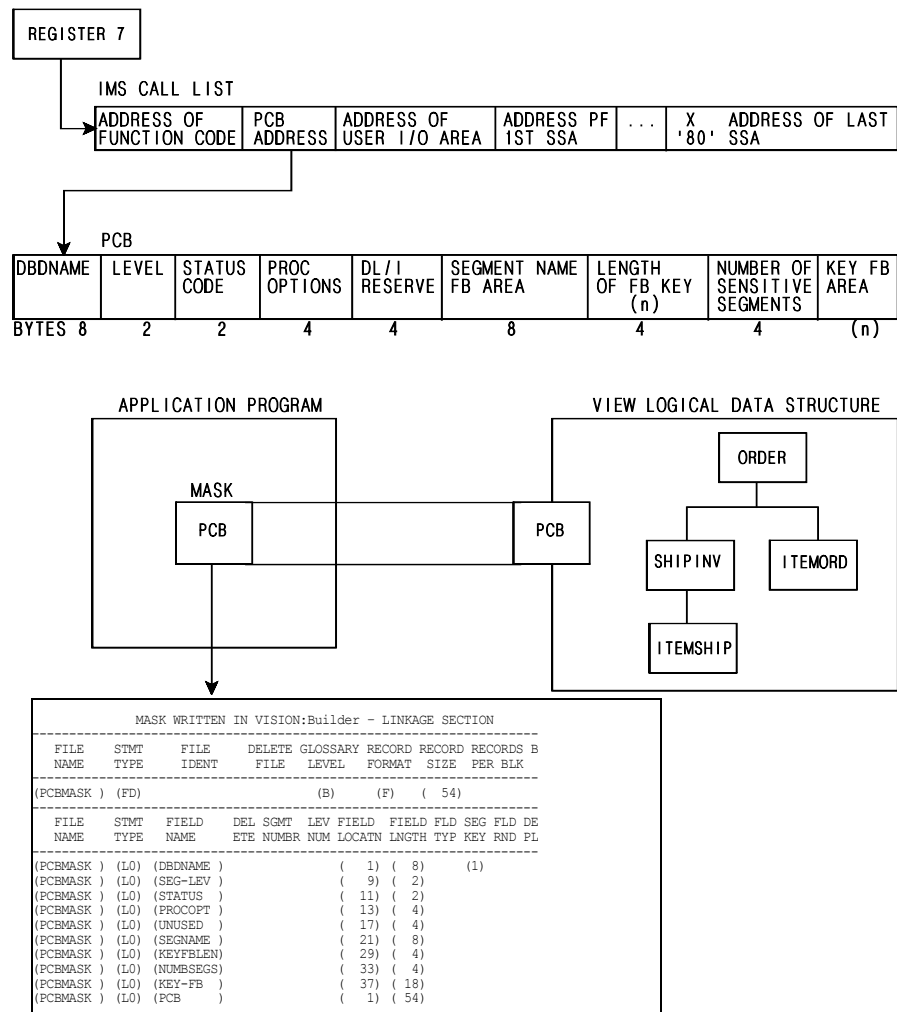 REGISTER 7
IMS CALL LIST
ADDRESS OF FUNCTION CODE
PCB ADDRESS
ADDRESS OF USER I/O AREA
ADDRESS PF 1ST SSA
...
X '80'
ADDRESS OF LAST SSA
PCB
DBDNAME
LEVEL
STATUS CODE
PROC OPTIONS
DL/I RESERVE
SEGMENT NAME FB AREA
LENGTH OF FB KEY (n)
NUMBER OF SENSITIVE SEGMENTS
KEY FB AREA
BYTES 8 2 2 4 4 8 4 4 (n)
APPLICATION PROGRAM
VIEW LOGICAL DATA STRUCTURE
MASK
PCB
PCB
ORDER
SHIPINV
ITEMORD
ITEMSHIP
MASK WRITTEN IN VISION:Builder - LINKAGE SECTION
FILE STMT FILE DELETE GLOSSARY RECORD RECORD RECORDS B
NAME TYPE IDENT FILE LEVEL FORMAT SIZE PER BLK
(PCBMASK ) (FD) (B) (F) ( 54)
FILE STMT FIELD DEL SGMT LEV FIELD FIELD FLD SEG FLD DE
NAME TYPE NAME ETE NUMBR NUM LOCATN LNGTH TYP KEY RND PL
(PCBMASK ) (L0) (DBDNAME ) ( 1) ( 8) (1)
(PCBMASK ) (L0) (SEG-LEV ) ( 9) ( 2)
(PCBMASK ) (L0) (STATUS ) ( 11) ( 2)
(PCBMASK ) (L0) (PROCOPT ) ( 13) ( 4)
(PCBMASK ) (L0) (UNUSED ) ( 17) ( 4)
(PCBMASK ) (L0) (SEGNAME ) ( 21) ( 8)
(PCBMASK ) (L0) (KEYFBLEN) ( 29) ( 4)
(PCBMASK ) (L0) (NUMBSEGS) ( 33) ( 4)
(PCBMASK ) (L0) (KEY-FB ) ( 37) ( 18)
(PCBMASK ) (L0) (PCB ) ( 1) ( 54)